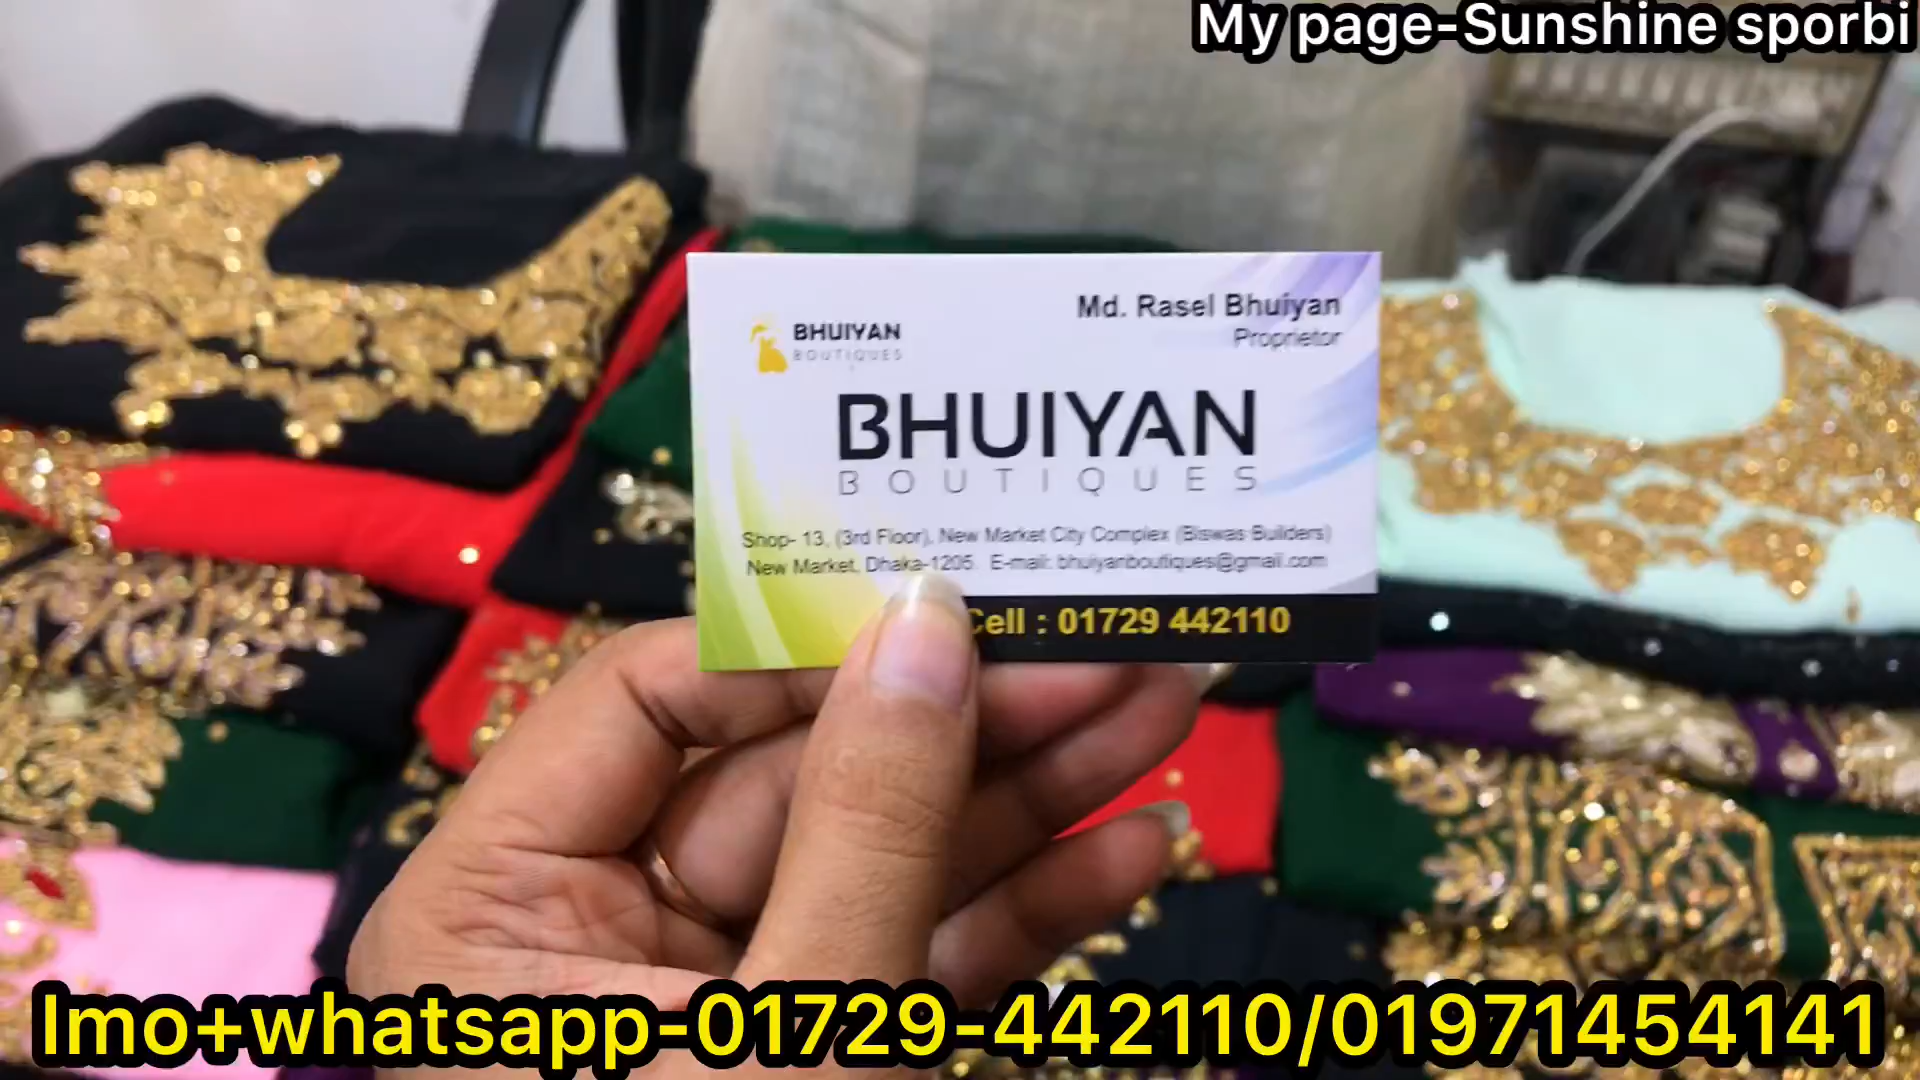 My page-Sunshine sporbi
Md. Rasel Bhuiyan
Proprietor
BHUIYAN
BOUTIQUES
BHUIYAN
BOUTIQUES
Shop- 13, (3rd Floor), New Market City Complex (Biswas Builders)
New Market, Dhaka-1205. E-mail: bhuiyanboutiques@gmail.com
Cell : 01729 442110
Imo+whatsapp-01729-442110/01971454141